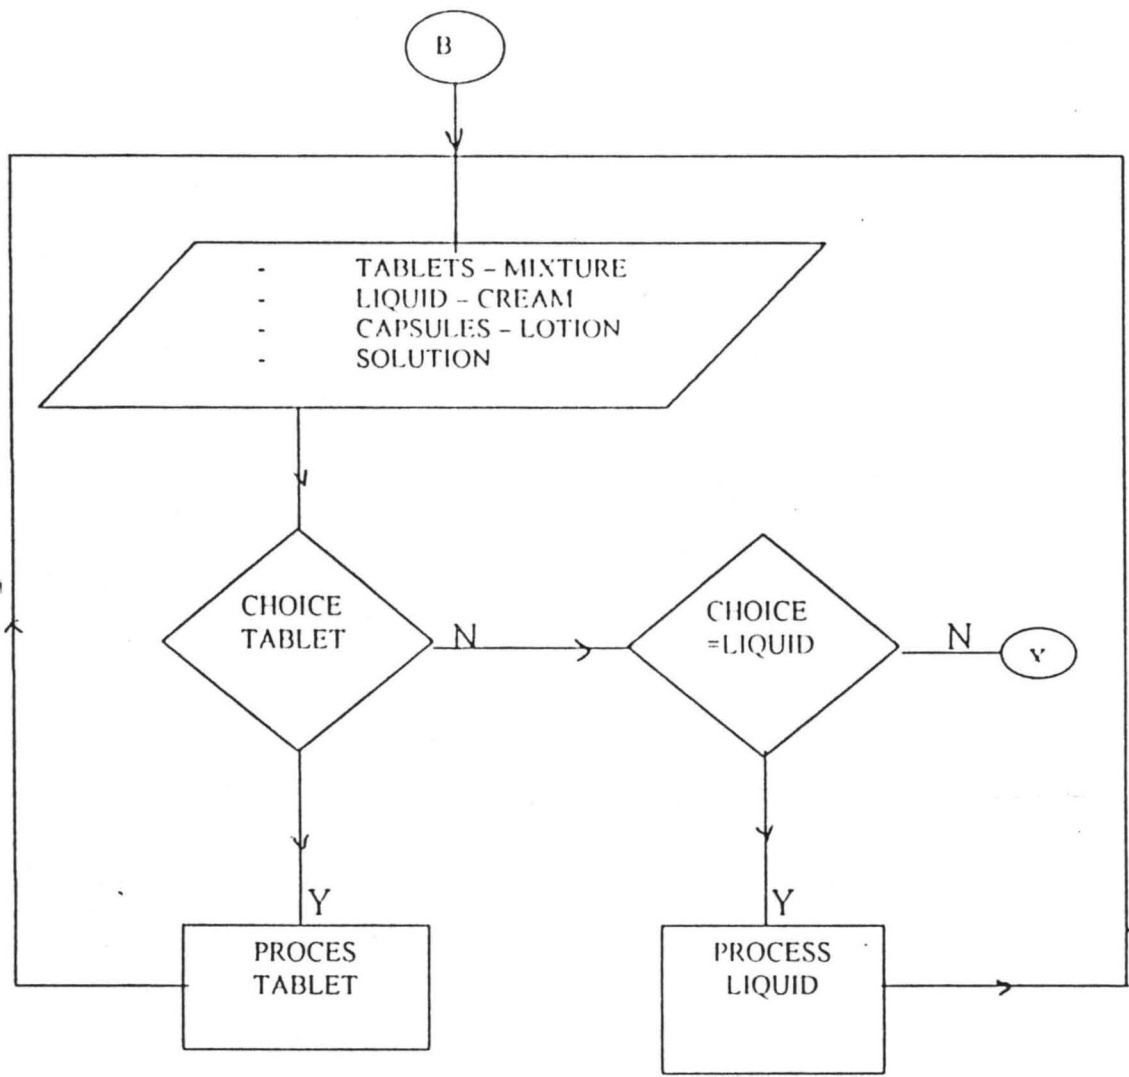 B
- TABLETS – MIXTURE
- LIQUID – CREAM
- CAPSULES – LOTION
- SOLUTION
CHOICE
TABLET
N
CHOICE
=LIQUID
N
Y
Y
PROCES
TABLET
PROCESS
LIQUID